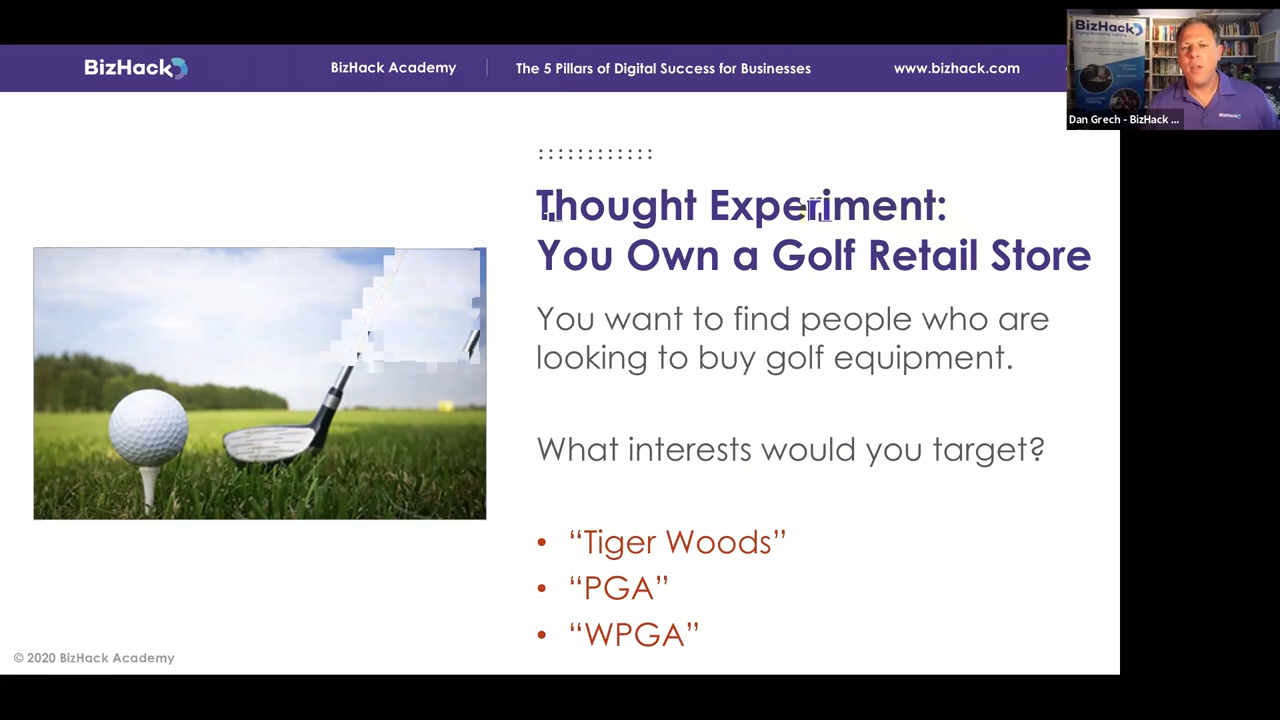 BizHack
BizHack Academy
The 5 Pillars of Digital Success for Businesses
www.bizhack.com
BizHack
Dan Grech - BizHack ...
BizHack
Thought Experiment:
You Own a Golf Retail Store
You want to find people who are
looking to buy golf equipment.
What interests would you target?
• “Tiger Woods”
• “PGA”
• “WPGA”
© 2020 BizHack Academy